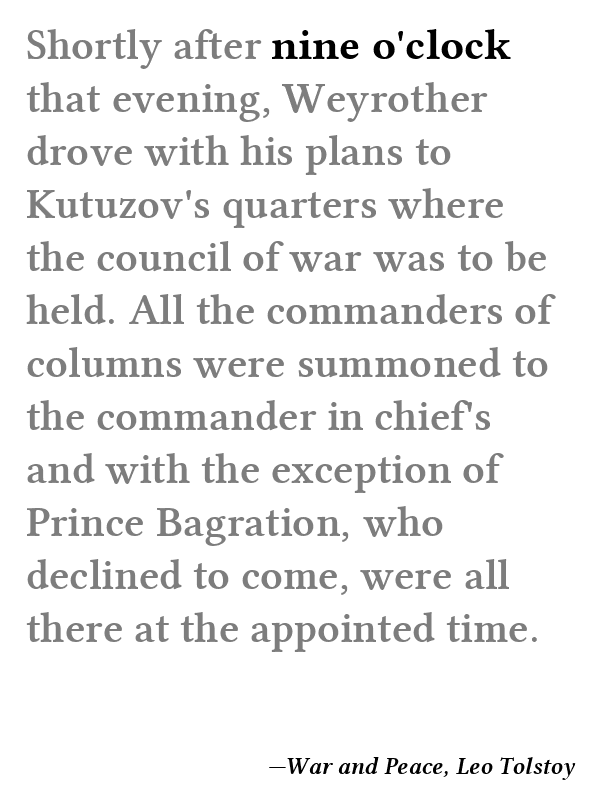 Shortly after nine o'clock
that evening, Weyrother
drove with his plans to
Kutuzov's quarters where
the council of war was to be
held. All the commanders of
columns were summoned to
the commander in chief's
and with the exception of
Prince Bagration, who
declined to come, were all
there at the appointed time.
—War and Peace, Leo Tolstoy